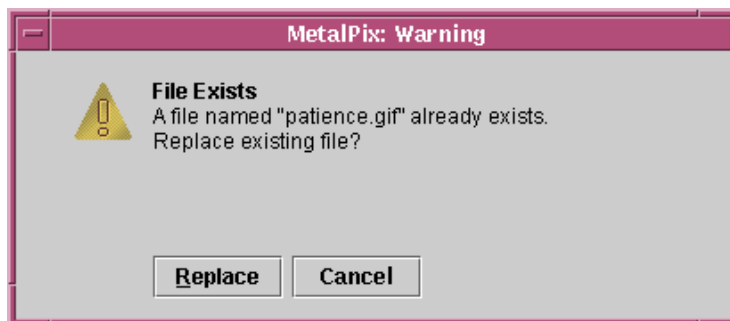 MetalPix: Warning
File Exists
A file named "patience.gif" already exists.
Replace existing file?
Replace Cancel